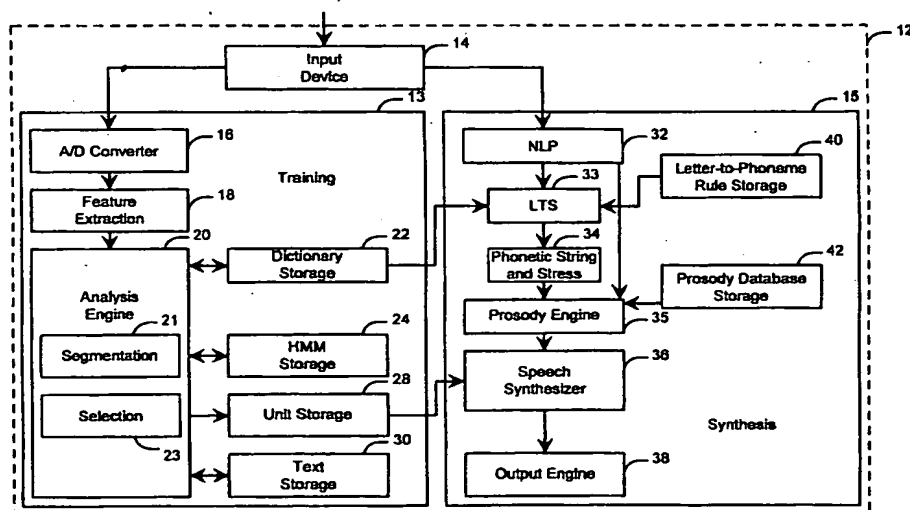 12
14
Input
Device
13
15
A/D Converter
16
Training
Feature
Extraction
18
20
Analysis
Engine
21
Segmentation
Selection
23
22
Dictionary
Storage
24
HMM
Storage
28
Unit Storage
30
Text
Storage
NLP
32
33
LTS
34
Phonetic String
and Stress
Prosody Engine
35
Speech
Synthesizer
36
Output Engine
38
Synthesis
40
Letter-to-Phoname
Rule Storage
42
Prosody Database
Storage